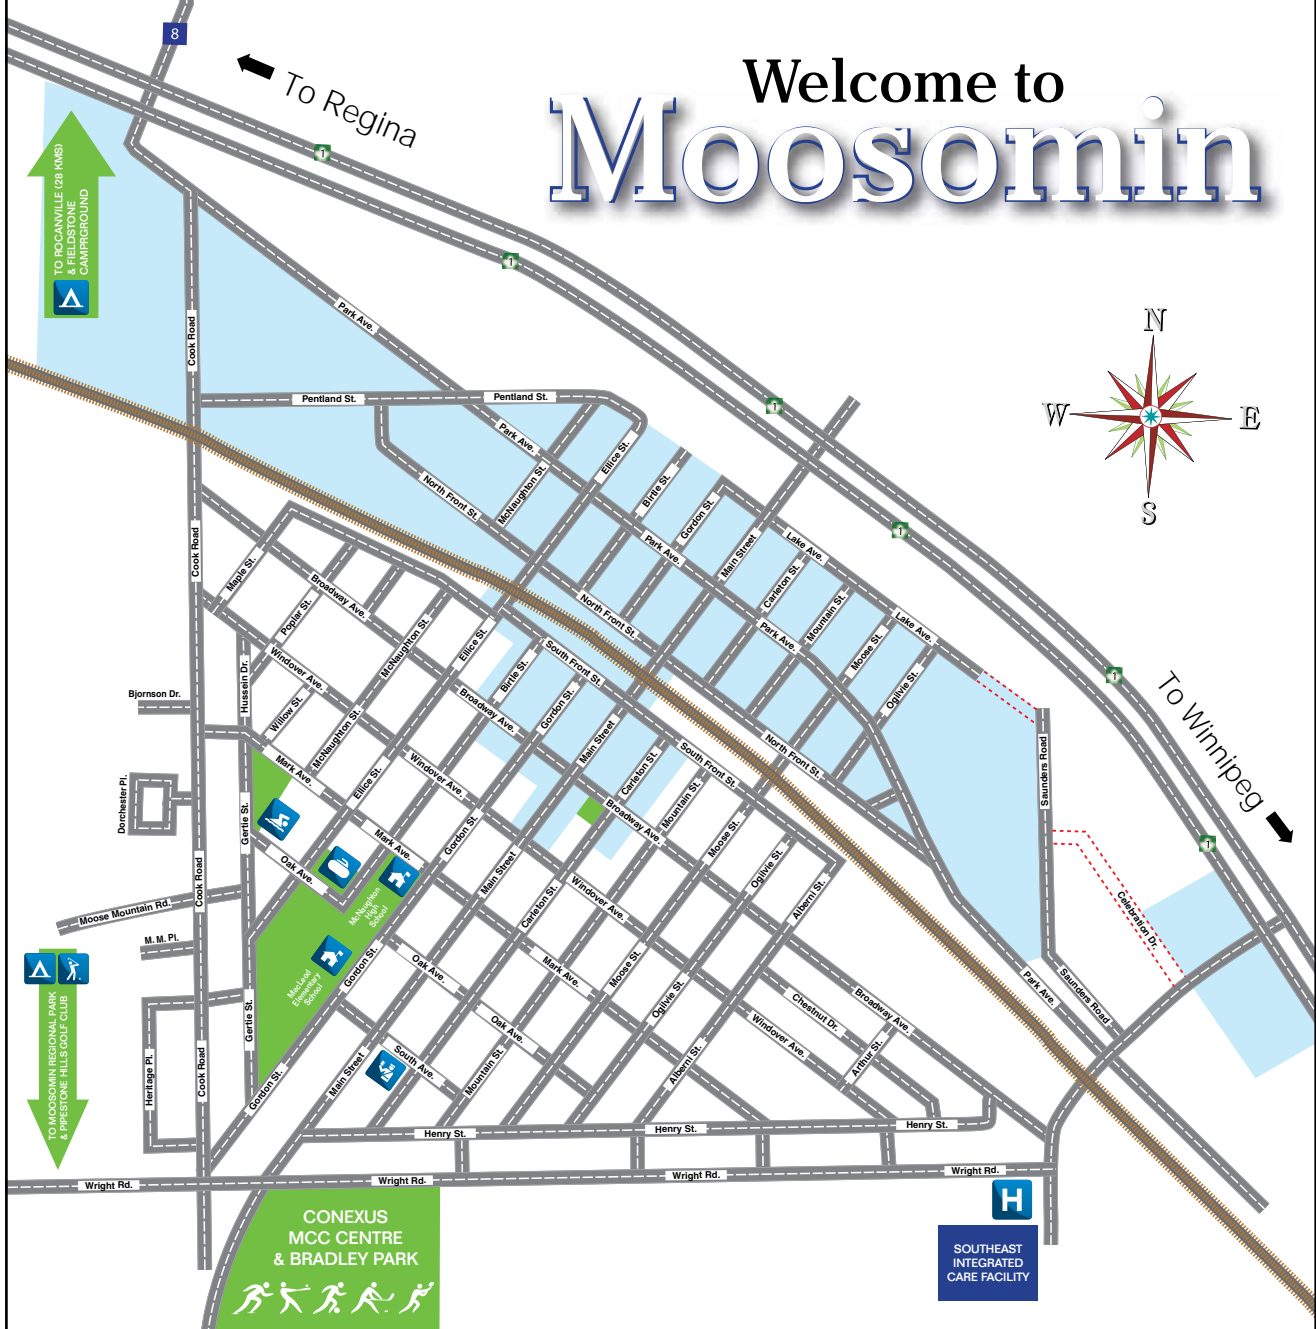 8
To Regina
Welcome to
Moosomin
1
1
TO ROCANVILLE (28 KMS)
& FIELDSTONE
CAMPRGROUND
N
W
E
S
Park Ave.
Cook Road
Pentland St.
Pentland St.
1
Park Ave.
Ellice St.
McNaughton St.
North Front St.
Birtle St.
Gordon St.
Main Street
Lake Ave.
1
Park Ave.
Cook Road
Maple St.
Broadway Ave.
Poplar St.
Carleton St.
Mountain St.
North Front St.
Park Ave.
Lake Ave.
Moose St.
Ogilvie St.
McNaughton St.
Ellice St.
South Front St.
Birtle St.
Windover Ave.
Hussein Dr.
Bjornson Dr.
Willow St.
Broadway Ave.
Gordon St.
Main Street
1
To Winnipeg
McNaughton St.
South Front St.
North Front St.
Saunders Road
Mark Ave.
Ellice St.
Windover Ave.
Carleton St.
Mountain St.
Dorchester Pl.
Gertie St.
Mark Ave.
Gordon St.
Broadway Ave.
Moose St.
1
Oak Ave.
Main Street
Ogilvie St.
Cook Road
McNaughton
High
School
Carleton St.
Windover Ave.
Alberni St.
Celebration Dr.
Moose Mountain Rd.
M. M. Pl.
MacLeod
Elementary
School
Gordon St.
Oak Ave.
Mark Ave.
Moose St.
Ogilvie St.
Park Ave.
Saunders Road
TO MOOSOMIN REGIONAL PARK
& PIPESTONE HILLS GOLF CLUB
Gertie St.
Oak Ave.
Chestnut Dr.
Broadway Ave.
Windover Ave.
Arthur St.
Heritage Pl.
Cook Road
Gordon St.
Main Street
South Ave.
Mountain St.
Alberni St.
Henry St.
Henry St.
Henry St.
Wright Rd.
Wright Rd.
Wright Rd.
Wright Rd.
H
CONEXUS
MCC CENTRE
& BRADLEY PARK
SOUTHEAST
INTEGRATED
CARE FACILITY